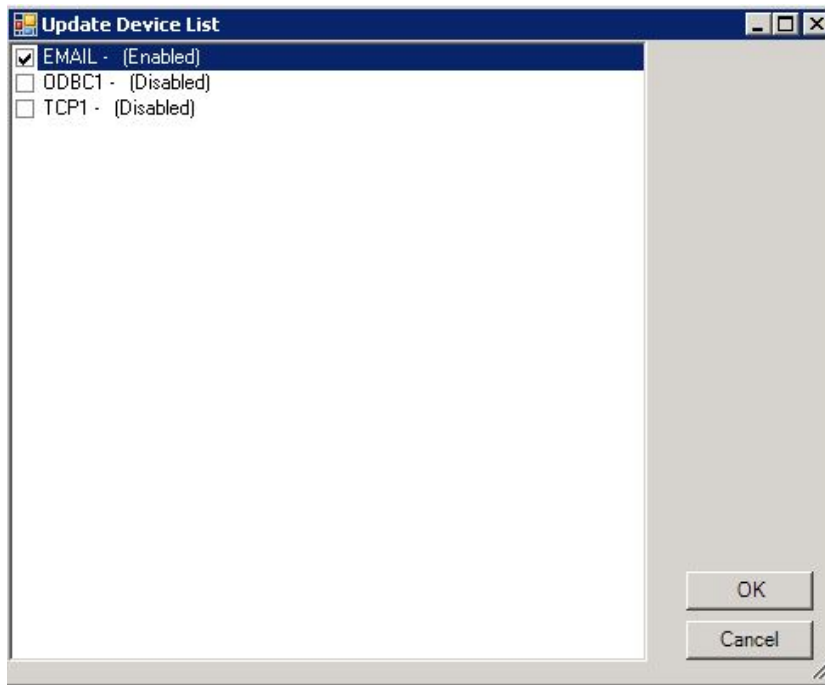 Update Device List
EMAIL - (Enabled)
ODBC1 - (Disabled)
TCP1 - (Disabled)
OK
Cancel